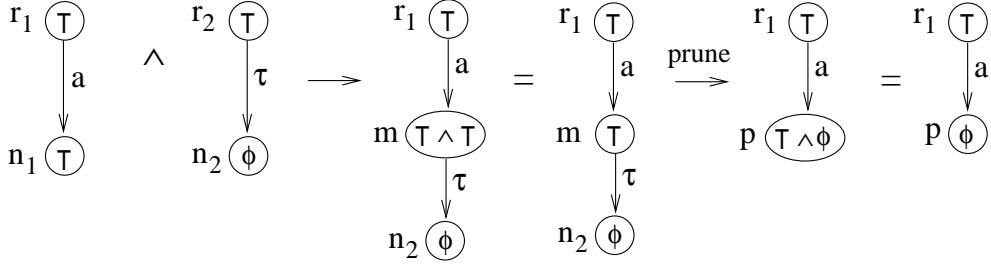 r1 T r2 T r1 T r1 T r1 T r1 T
a ∧ τ → a = a prune a = a
n1 T n2 ϕ m T ∧ T m T p T ∧ ϕ p ϕ
τ τ
n2 ϕ n2 ϕ